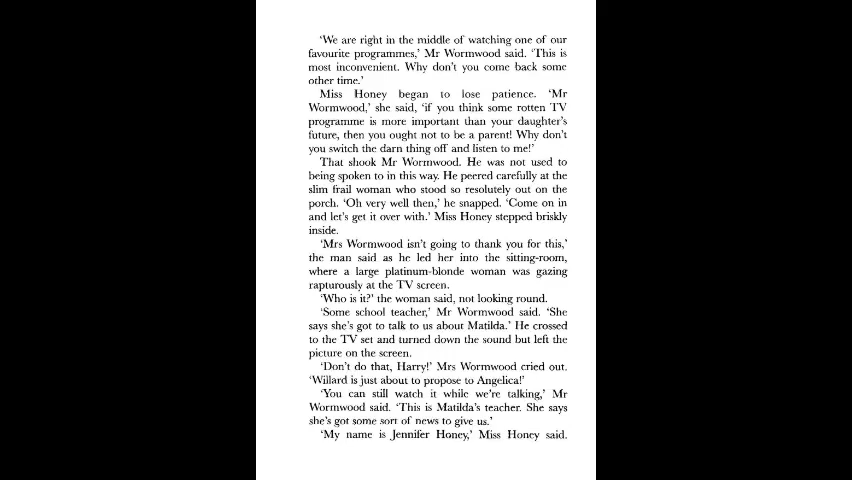 ‘We are right in the middle of watching one of our
favourite programmes,’ Mr Wormwood said. ‘This is
most inconvenient. Why don’t you come back some
other time.’
Miss Honey began to lose patience. ‘Mr
Wormwood,’ she said, ‘if you think some rotten TV
programme is more important than your daughter’s
future, then you ought not to be a parent! Why don’t
you switch the darn thing off and listen to me!’
That shook Mr Wormwood. He was not used to
being spoken to in this way. He peered carefully at the
slim frail woman who stood so resolutely out on the
porch. ‘Oh very well then,’ he snapped. ‘Come on in
and let’s get it over with.’ Miss Honey stepped briskly
inside.
‘Mrs Wormwood isn’t going to thank you for this,’
the man said as he led her into the sitting-room,
where a large platinum-blonde woman was gazing
rapturously at the TV screen.
‘Who is it?’ the woman said, not looking round.
‘Some school teacher,’ Mr Wormwood said. ‘She
says she’s got to talk to us about Matilda.’ He crossed
to the TV set and turned down the sound but left the
picture on the screen.
‘Don’t do that, Harry!’ Mrs Wormwood cried out.
‘Willard is just about to propose to Angelica!’
‘You can still watch it while we’re talking,’ Mr
Wormwood said. ‘This is Matilda’s teacher. She says
she’s got some sort of news to give us.’
‘My name is Jennifer Honey,’ Miss Honey said.